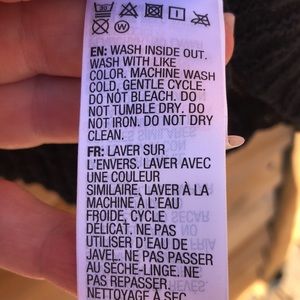 EN: WASH INSIDE OUT.
WASH WITH LIKE
COLOR. MACHINE WASH
COLD, GENTLE CYCLE.
DO NOT BLEACH. DO
NOT TUMBLE DRY. DO
NOT IRON. DO NOT DRY
CLEAN.
FR: LAVER SUR
L'ENVERS. LAVER AVEC
UNE COULEUR
SIMILAIRE, LAVER À LA
MACHINE À L'EAU
FROIDE, CYCLE
DÉLICAT. NE PAS
UTILISER D'EAU DE
JAVEL. NE PAS PASSER
AU SÈCHE-LINGE. NE
PAS REPASSER.
NETTOYAGE À SEC